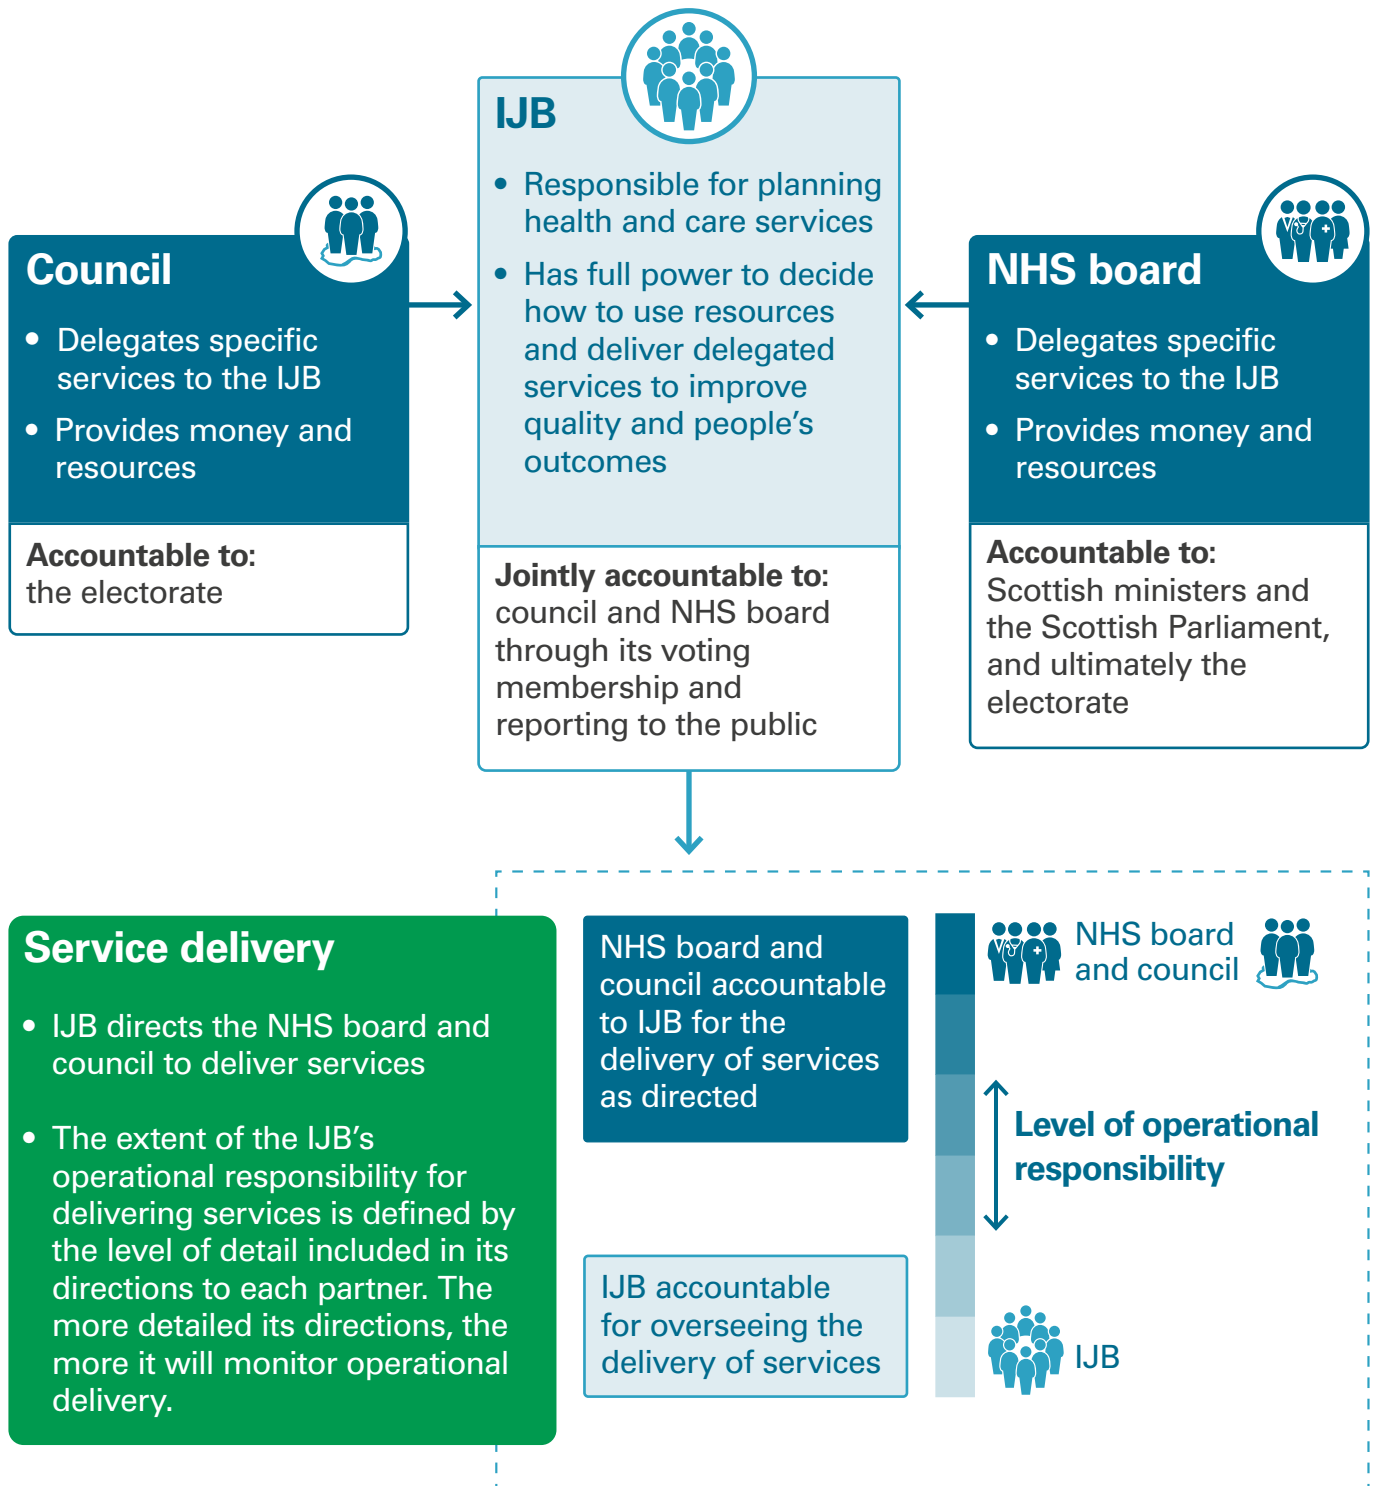 IJB
• Responsible for planning
health and care services
• Has full power to decide
how to use resources
and deliver delegated
services to improve
quality and people’s
outcomes
Jointly accountable to:
council and NHS board
through its voting
membership and
reporting to the public
Council
• Delegates specific
services to the IJB
• Provides money and
resources
Accountable to:
the electorate
NHS board
• Delegates specific
services to the IJB
• Provides money and
resources
Accountable to:
Scottish ministers and
the Scottish Parliament,
and ultimately the
electorate
Service delivery
• IJB directs the NHS board and
council to deliver services
• The extent of the IJB’s
operational responsibility for
delivering services is defined by
the level of detail included in its
directions to each partner. The
more detailed its directions, the
more it will monitor operational
delivery.
NHS board and
council accountable
to IJB for the
delivery of services
as directed
IJB accountable
for overseeing the
delivery of services
NHS board
and council
Level of operational
responsibility
IJB